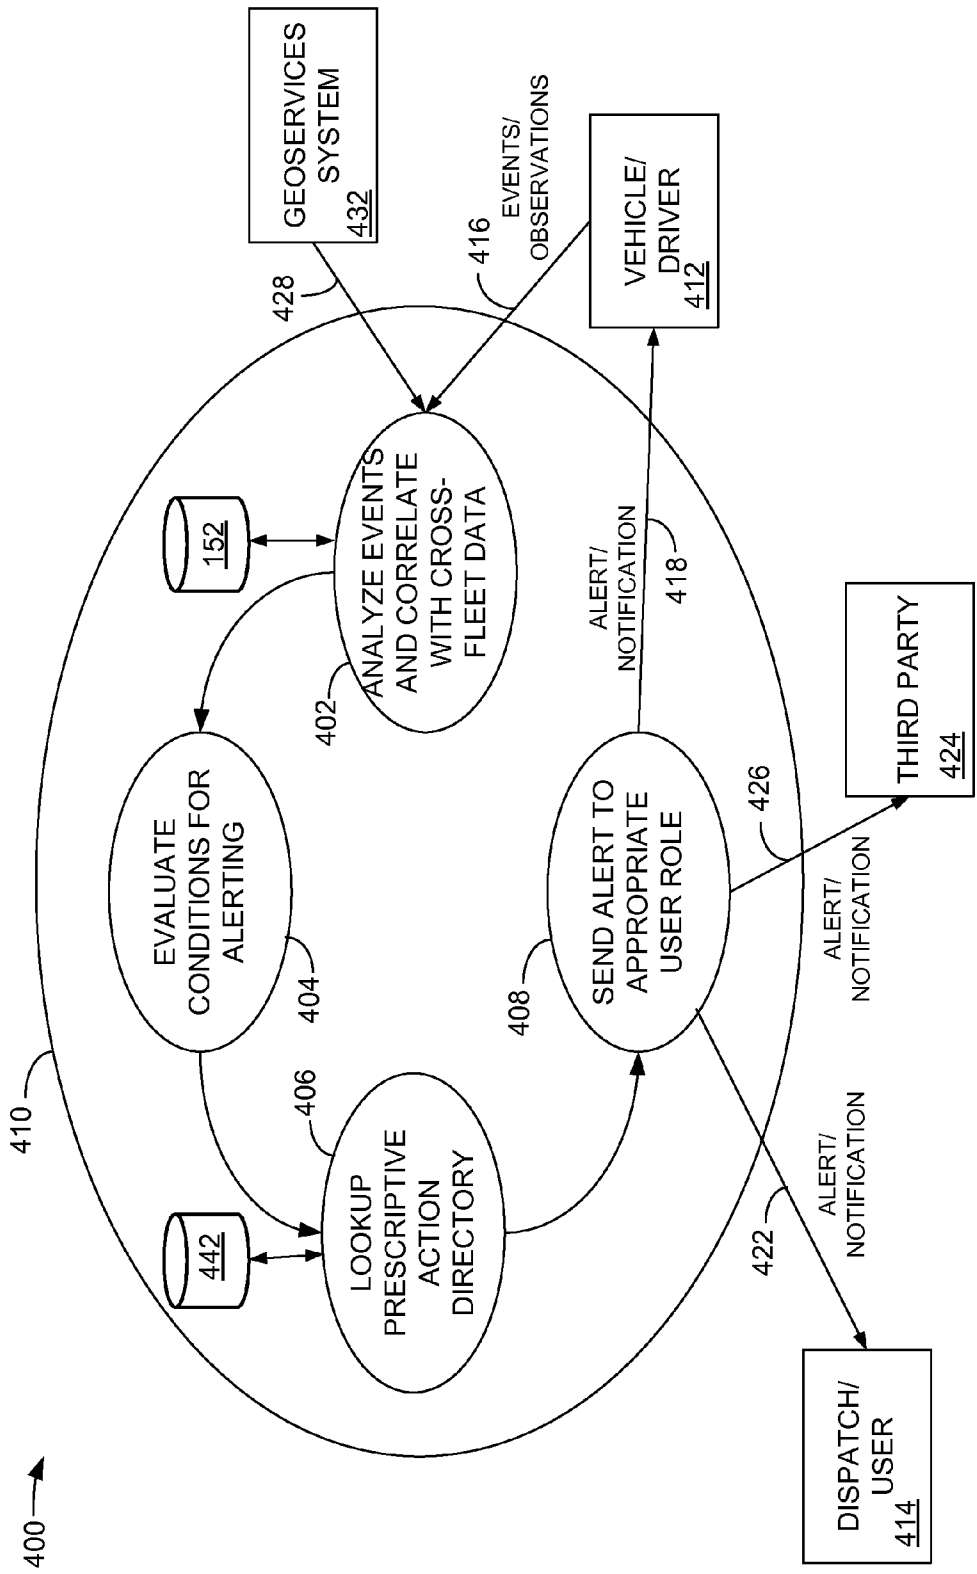 400
410
442
152
GEOSERVICES
SYSTEM
432
428
EVALUATE
CONDITIONS FOR
ALERTING
404
406
LOOKUP
PRESCRIPTIVE
ACTION
DIRECTORY
402
ANALYZE EVENTS
AND CORRELATE
WITH CROSS-
FLEET DATA
416
EVENTS/
OBSERVATIONS
408
SEND ALERT TO
APPROPRIATE
USER ROLE
ALERT/
NOTIFICATION
418
VEHICLE/
DRIVER
412
422
ALERT/
NOTIFICATION
426
ALERT/
NOTIFICATION
DISPATCH/
USER
414
THIRD PARTY
424